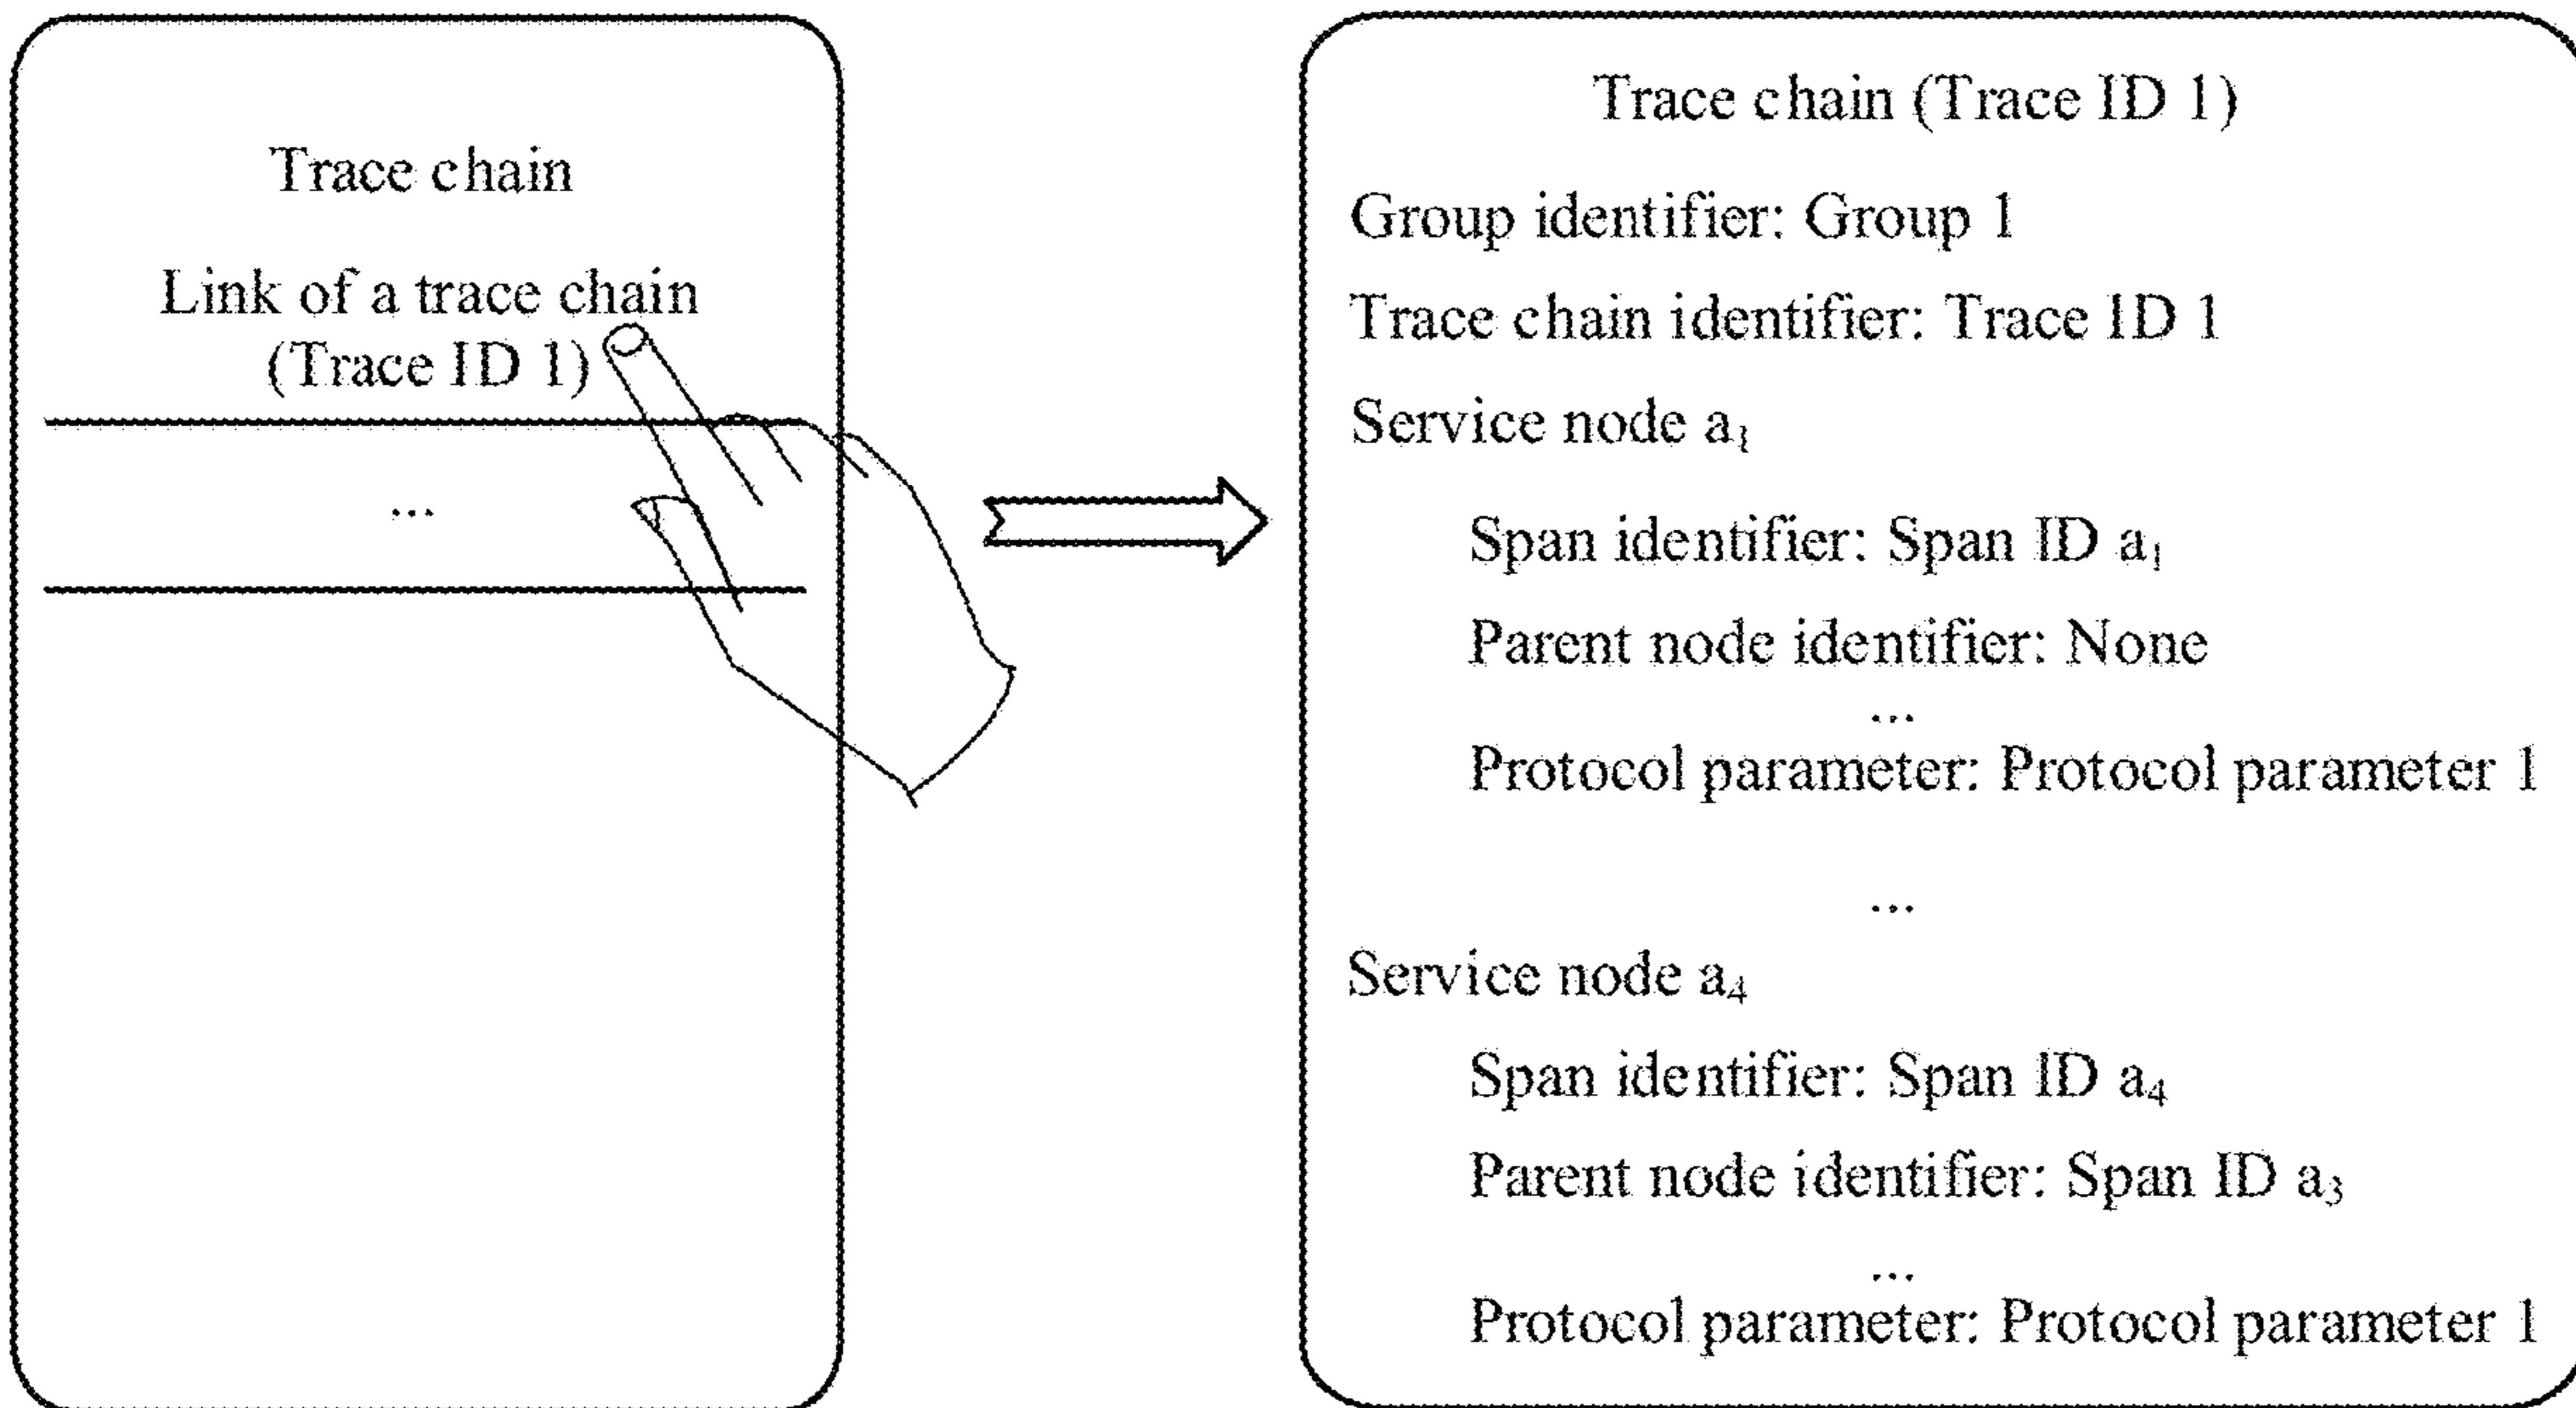 Trace chain
Link of a trace chain
(Trace ID 1)
...
Trace chain (Trace ID 1)
Group identifier: Group 1
Trace chain identifier: Trace ID 1
Service node a₁
Span identifier: Span ID a₁
Parent node identifier: None
...
Protocol parameter: Protocol parameter 1
...
Service node a₄
Span identifier: Span ID a₄
Parent node identifier: Span ID a₃
...
Protocol parameter: Protocol parameter 1